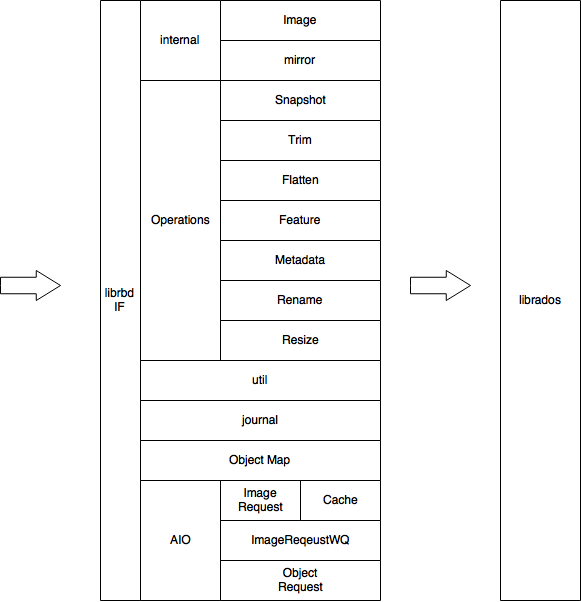 internal
Image
mirror
Operations
Snapshot
Trim
Flatten
Feature
Metadata
Rename
Resize
librbd
IF
util
journal
Object Map
AIO
Image
Request
Cache
ImageReqeustWQ
Object
Request
librados